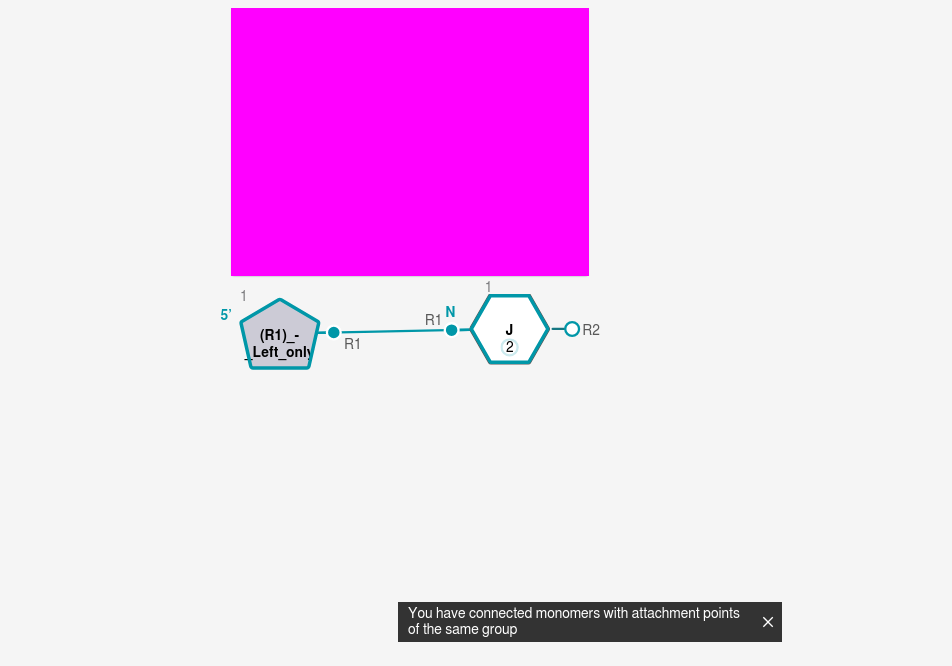 1
1
5’
N
R1
(R1)_-
_Left_only
R1
J
2
R2
You have connected monomers with attachment points
of the same group